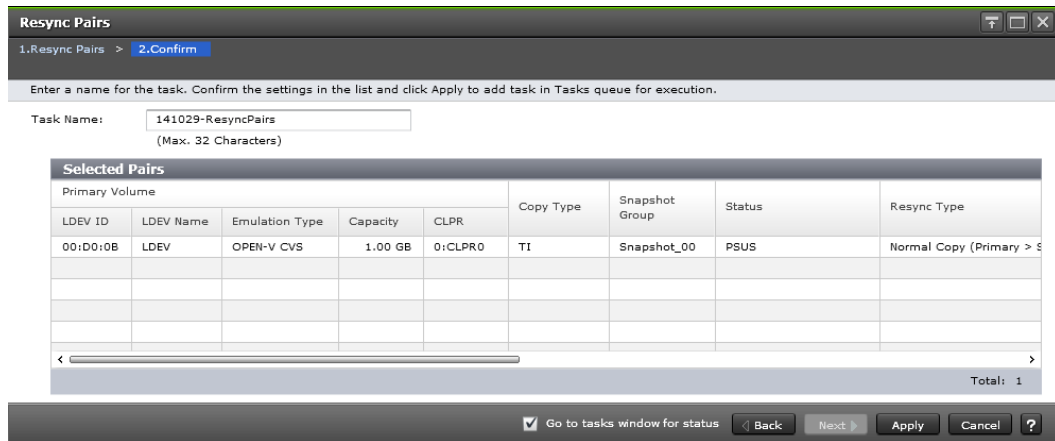 Resync Pairs
1.Resync Pairs > 2.Confirm
Enter a name for the task. Confirm the settings in the list and click Apply to add task in Tasks queue for execution.
Task Name: 141029-ResyncPairs
(Max. 32 Characters)
Selected Pairs
Primary Volume
Copy Type Snapshot Group Status Resync Type
LDEV ID LDEV Name Emulation Type Capacity CLPR
00:D0:0B LDEV OPEN-V CVS 1.00 GB 0:CLPR0 TI Snapshot_00 PSUS Normal Copy (Primary > S
Total: 1
Go to tasks window for status Back Next Apply Cancel ?